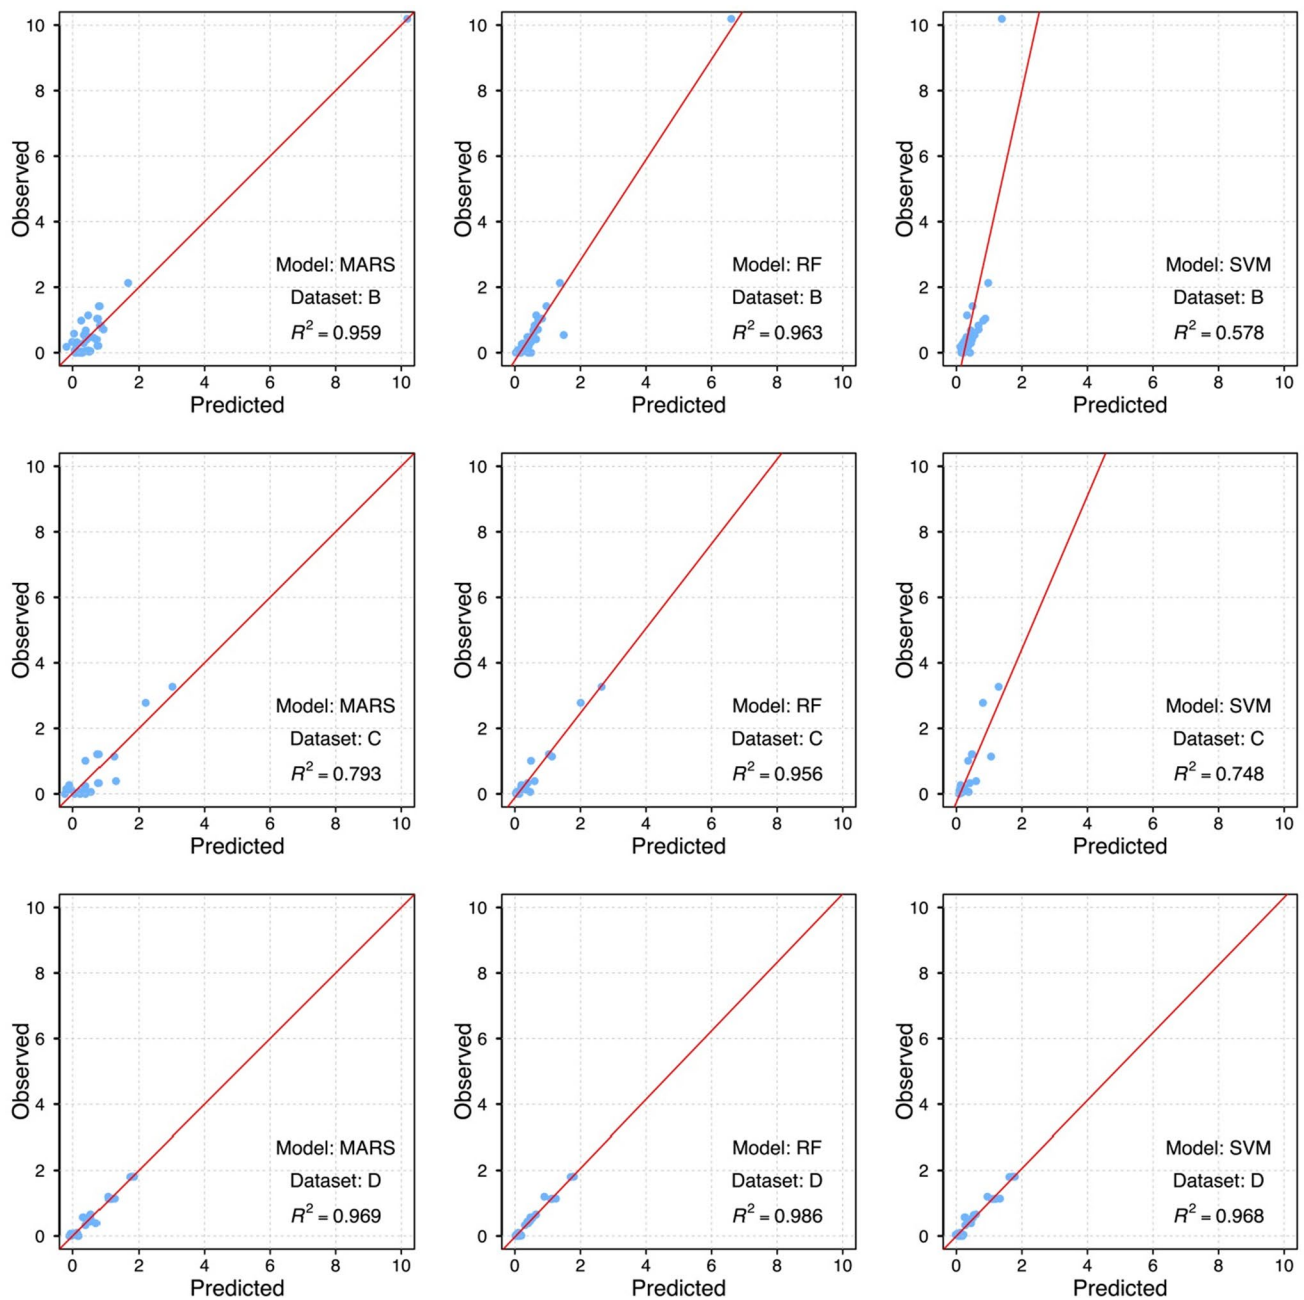 10
8
6
4
2
0
Observed
Model: MARS
Dataset: B
R² = 0.959
0 2 4 6 8 10
Predicted
10
8
6
4
2
0
Observed
Model: RF
Dataset: B
R² = 0.963
0 2 4 6 8 10
Predicted
10
8
6
4
2
0
Observed
Model: SVM
Dataset: B
R² = 0.578
0 2 4 6 8 10
Predicted
10
8
6
4
2
0
Observed
Model: MARS
Dataset: C
R² = 0.793
0 2 4 6 8 10
Predicted
10
8
6
4
2
0
Observed
Model: RF
Dataset: C
R² = 0.956
0 2 4 6 8 10
Predicted
10
8
6
4
2
0
Observed
Model: SVM
Dataset: C
R² = 0.748
0 2 4 6 8 10
Predicted
10
8
6
4
2
0
Observed
Model: MARS
Dataset: D
R² = 0.969
0 2 4 6 8 10
Predicted
10
8
6
4
2
0
Observed
Model: RF
Dataset: D
R² = 0.986
0 2 4 6 8 10
Predicted
10
8
6
4
2
0
Observed
Model: SVM
Dataset: D
R² = 0.968
0 2 4 6 8 10
Predicted